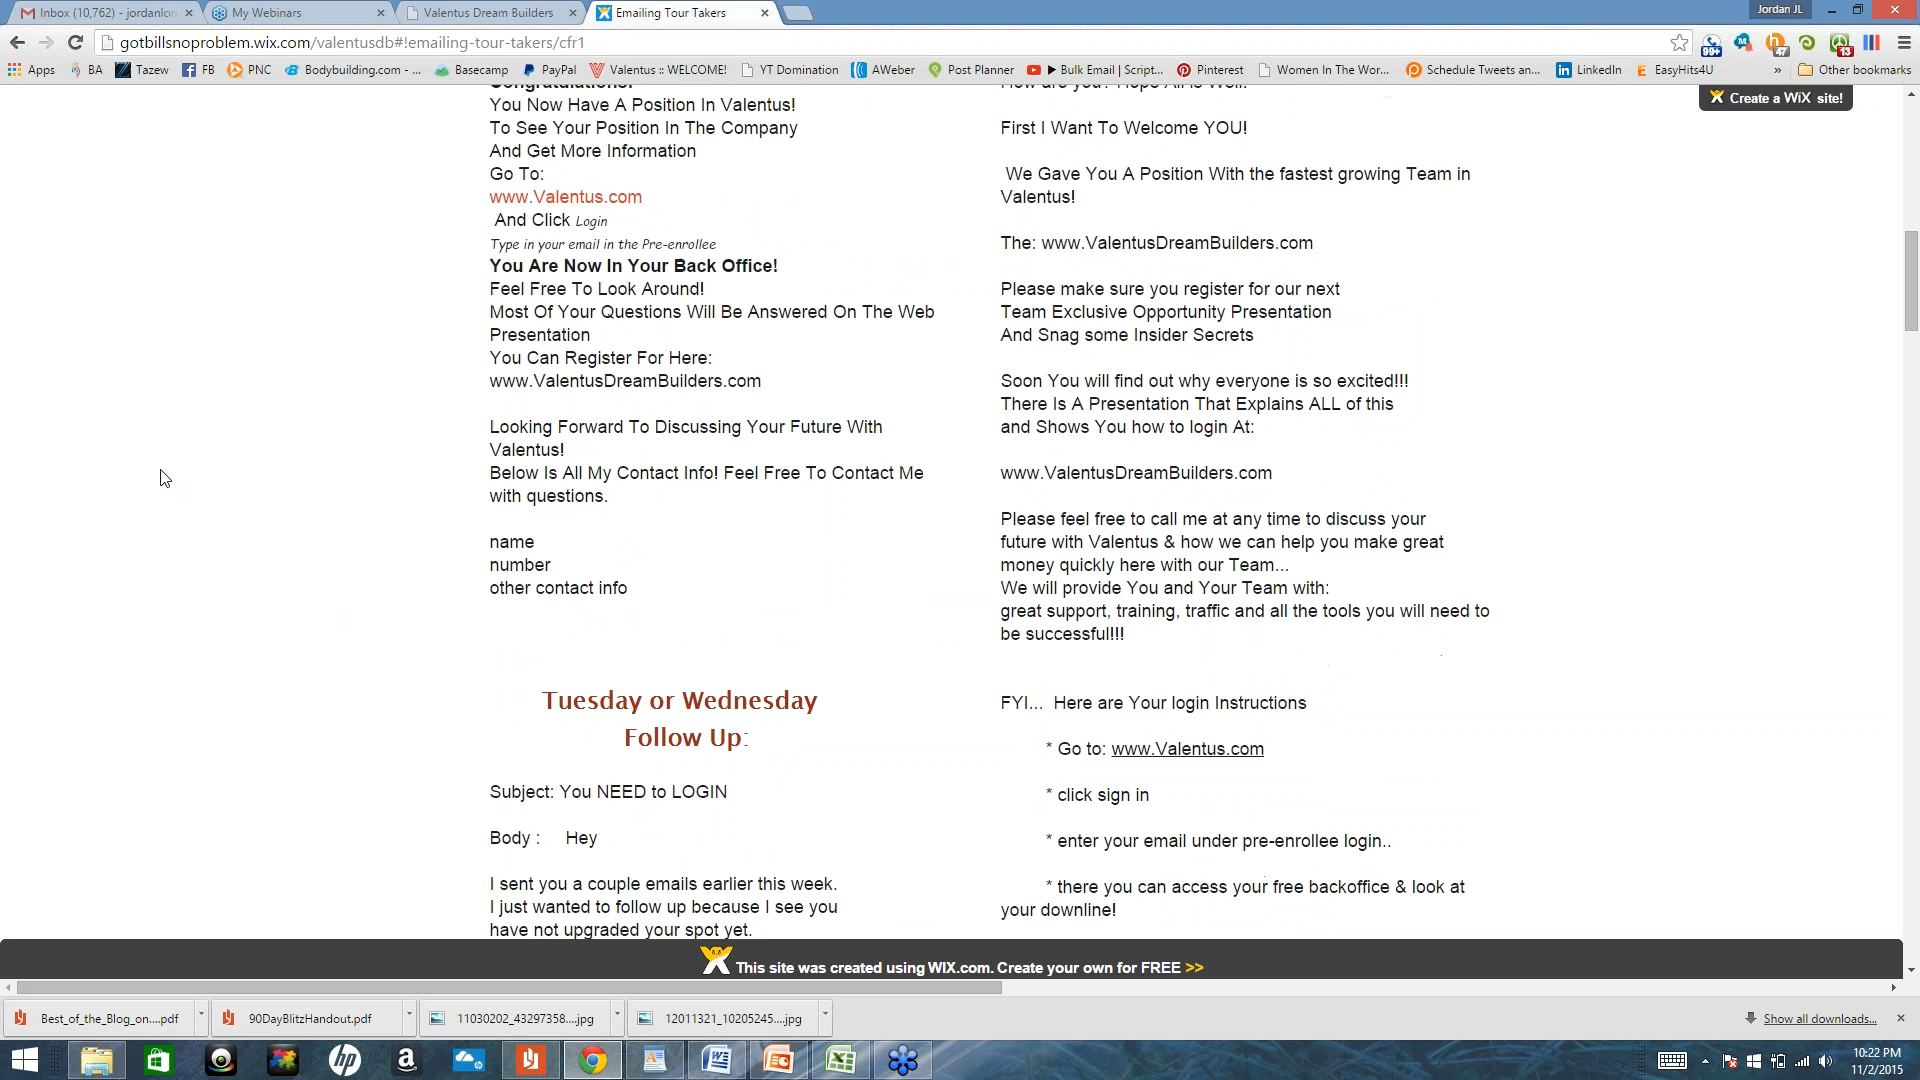 Inbox (10,762) - jordanlor
My Webinars
Valentus Dream Builders
Emailing Tour Takers
Jordan JL
gotbillsnoproblem.wix.com/valentusdb#!emailing-tour-takers/cfr1
99+
47
13
Apps
BA
Tazew
FB
PNC
Bodybuilding.com - ...
Basecamp
PayPal
Valentus :: WELCOME!
YT Domination
AWeber
Post Planner
▶ Bulk Email | Script...
Pinterest
Women In The Wor...
Schedule Tweets an...
LinkedIn
EasyHits4U
»
Other bookmarks
Create a WiX site!
Congratulations!
You Now Have A Position In Valentus!
To See Your Position In The Company
And Get More Information
Go To:
www.Valentus.com
And Click Login
Type in your email in the Pre-enrollee
You Are Now In Your Back Office!
Feel Free To Look Around!
Most Of Your Questions Will Be Answered On The Web
Presentation
You Can Register For Here:
www.ValentusDreamBuilders.com
Looking Forward To Discussing Your Future With
Valentus!
Below Is All My Contact Info! Feel Free To Contact Me
with questions.
name
number
other contact info
Tuesday or Wednesday
Follow Up:
Subject: You NEED to LOGIN
Body : Hey
I sent you a couple emails earlier this week.
I just wanted to follow up because I see you
have not upgraded your spot yet.
How are you? Hope All is Well!
First I Want To Welcome YOU!
We Gave You A Position With the fastest growing Team in
Valentus!
The: www.ValentusDreamBuilders.com
Please make sure you register for our next
Team Exclusive Opportunity Presentation
And Snag some Insider Secrets
Soon You will find out why everyone is so excited!!!
There Is A Presentation That Explains ALL of this
and Shows You how to login At:
www.ValentusDreamBuilders.com
Please feel free to call me at any time to discuss your
future with Valentus & how we can help you make great
money quickly here with our Team...
We will provide You and Your Team with:
great support, training, traffic and all the tools you will need to
be successful!!!
FYI... Here are Your login Instructions
* Go to: www.Valentus.com
* click sign in
* enter your email under pre-enrollee login..
* there you can access your free backoffice & look at
your downline!
This site was created using WIX.com. Create your own for FREE >>
Best_of_the_Blog_on....pdf
90DayBlitzHandout.pdf
11030202_43297358....jpg
12011321_10205245....jpg
Show all downloads...
10:22 PM
11/2/2015